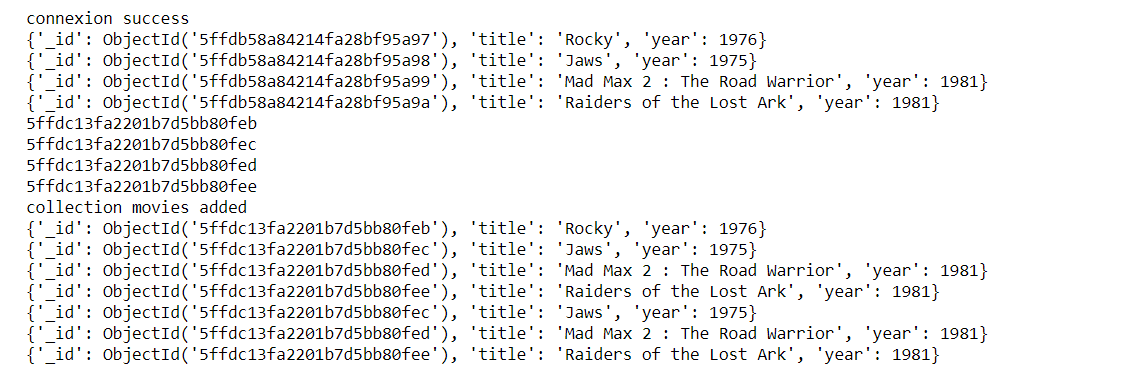 connexion success
{'_id': ObjectId('5ffdb58a84214fa28bf95a97'), 'title': 'Rocky', 'year': 1976}
{'_id': ObjectId('5ffdb58a84214fa28bf95a98'), 'title': 'Jaws', 'year': 1975}
{'_id': ObjectId('5ffdb58a84214fa28bf95a99'), 'title': 'Mad Max 2 : The Road Warrior', 'year': 1981}
{'_id': ObjectId('5ffdb58a84214fa28bf95a9a'), 'title': 'Raiders of the Lost Ark', 'year': 1981}
5ffdc13fa2201b7d5bb80feb
5ffdc13fa2201b7d5bb80fec
5ffdc13fa2201b7d5bb80fed
5ffdc13fa2201b7d5bb80fee
collection movies added
{'_id': ObjectId('5ffdc13fa2201b7d5bb80feb'), 'title': 'Rocky', 'year': 1976}
{'_id': ObjectId('5ffdc13fa2201b7d5bb80fec'), 'title': 'Jaws', 'year': 1975}
{'_id': ObjectId('5ffdc13fa2201b7d5bb80fed'), 'title': 'Mad Max 2 : The Road Warrior', 'year': 1981}
{'_id': ObjectId('5ffdc13fa2201b7d5bb80fee'), 'title': 'Raiders of the Lost Ark', 'year': 1981}
{'_id': ObjectId('5ffdc13fa2201b7d5bb80fec'), 'title': 'Jaws', 'year': 1975}
{'_id': ObjectId('5ffdc13fa2201b7d5bb80fed'), 'title': 'Mad Max 2 : The Road Warrior', 'year': 1981}
{'_id': ObjectId('5ffdc13fa2201b7d5bb80fee'), 'title': 'Raiders of the Lost Ark', 'year': 1981}